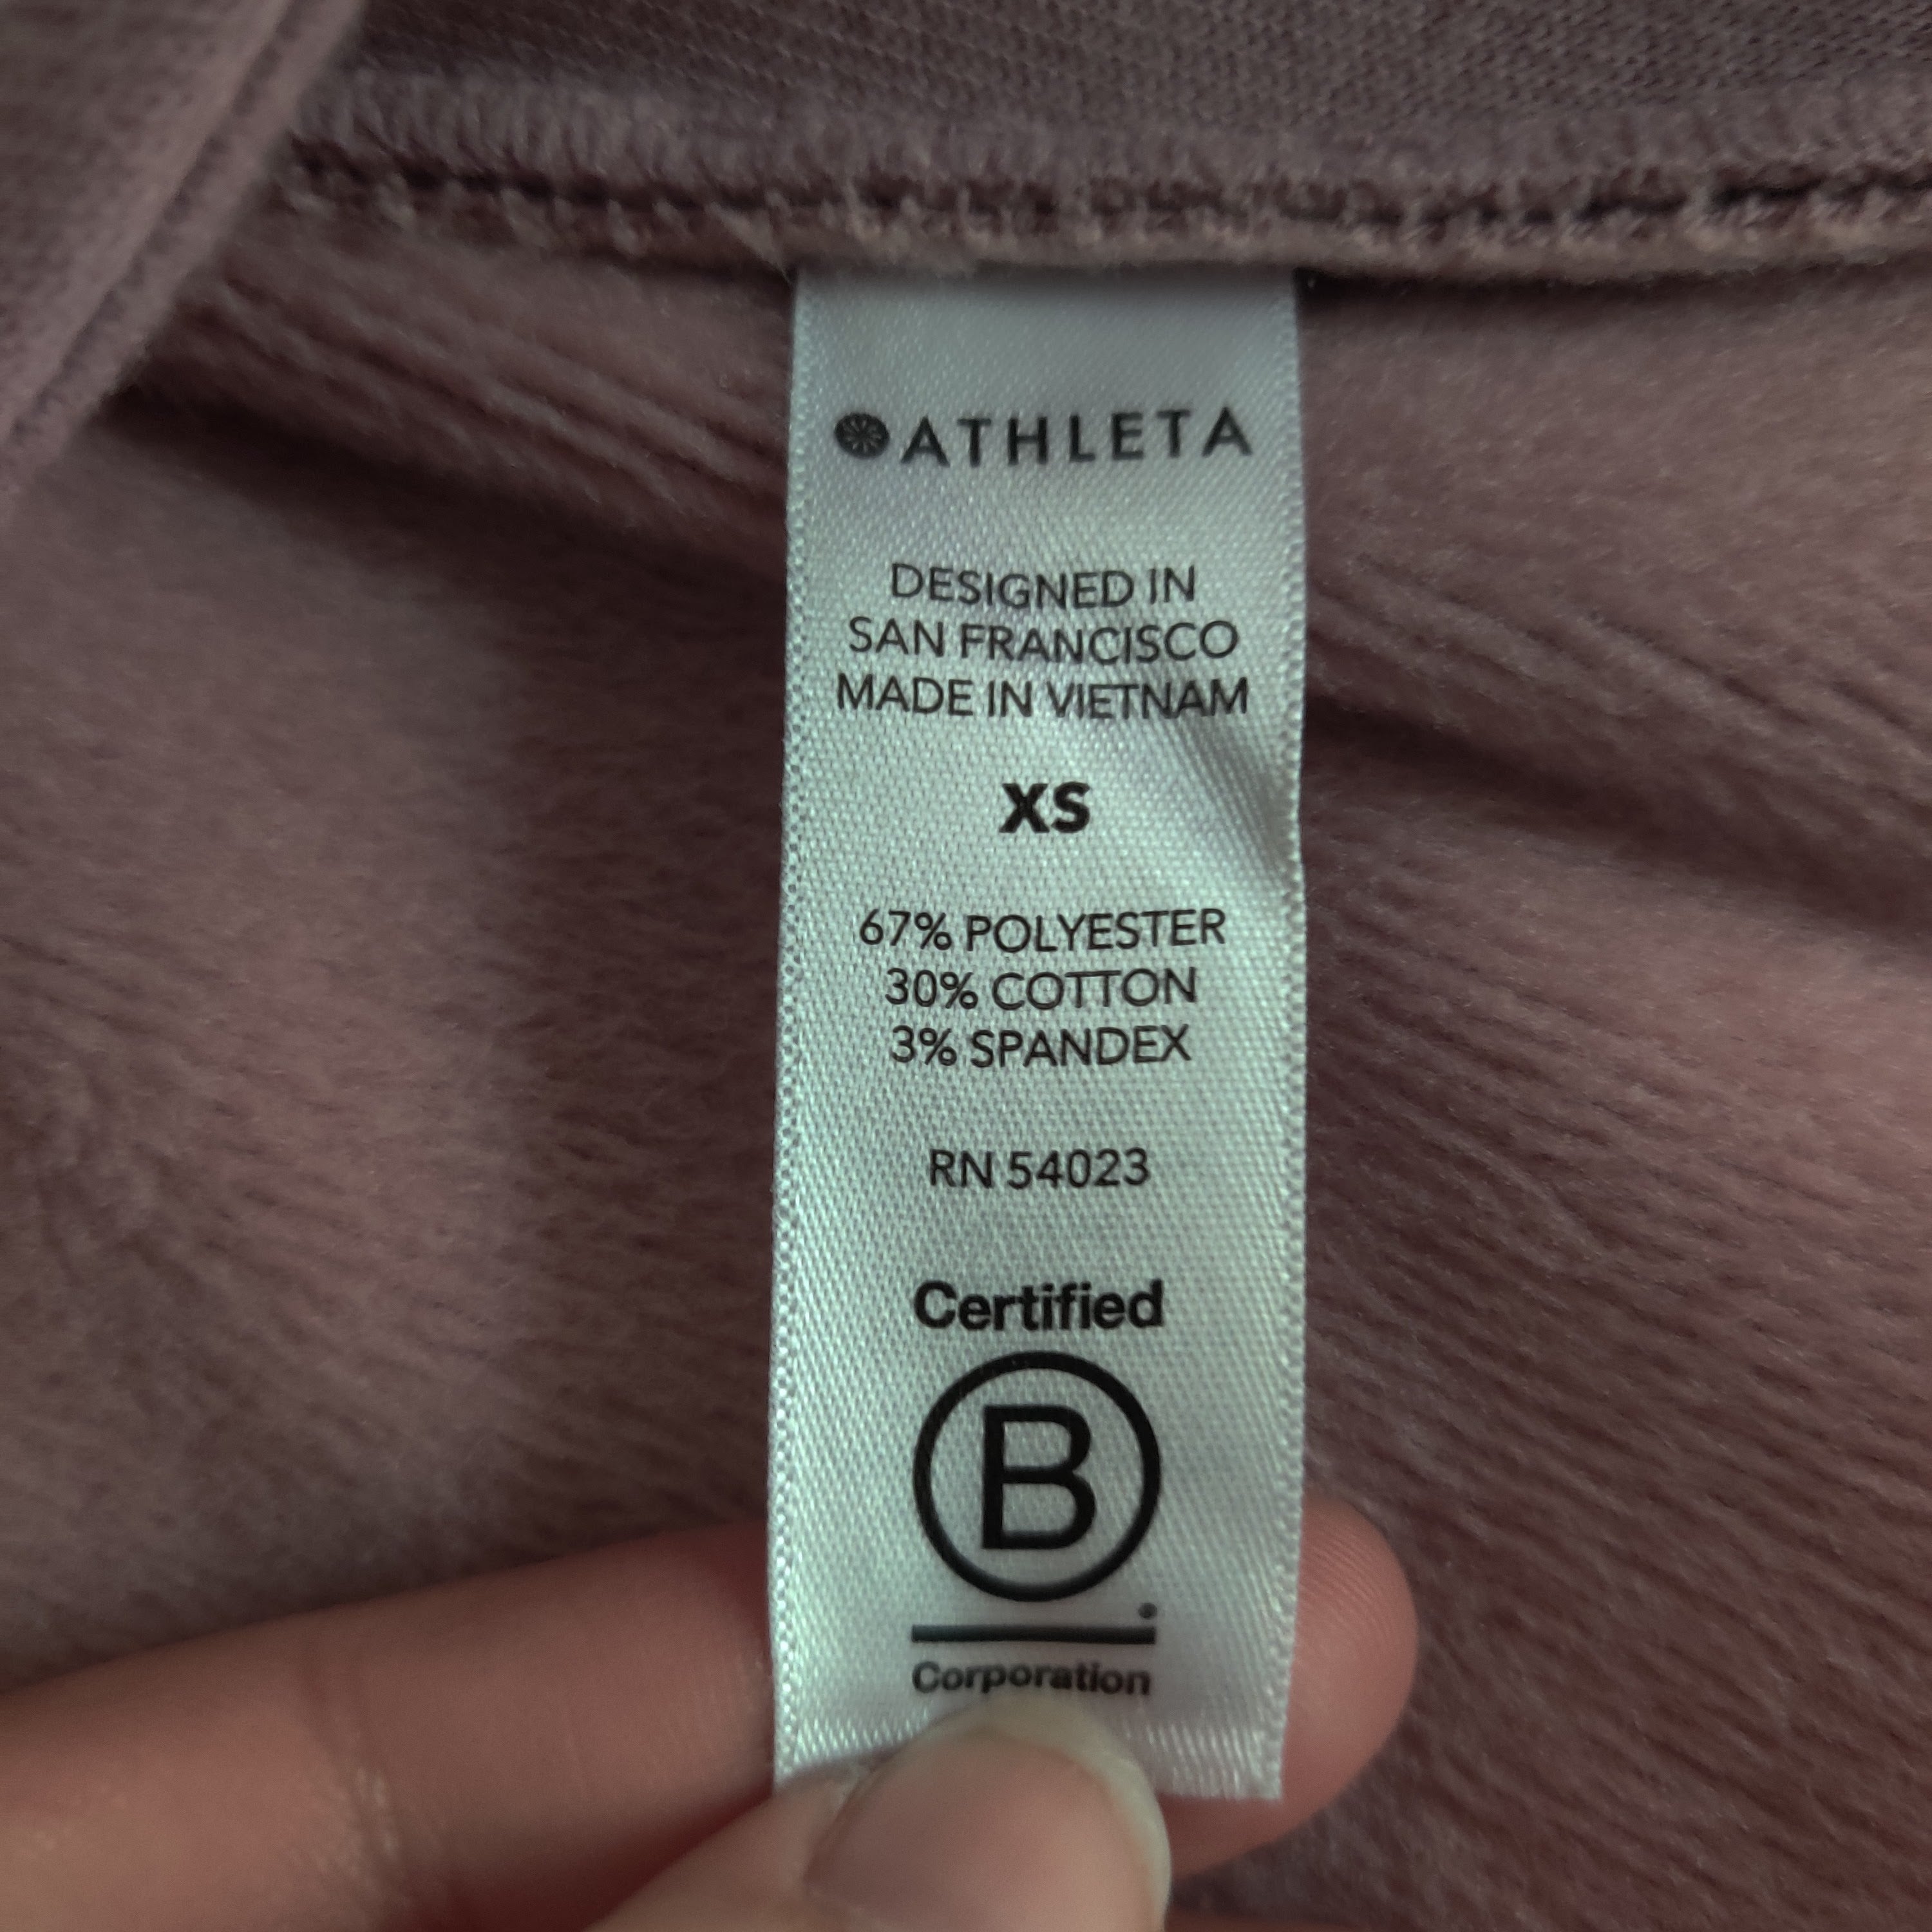 ATHLETA
DESIGNED IN
SAN FRANCISCO
MADE IN VIETNAM
XS
67% POLYESTER
30% COTTON
3% SPANDEX
RN 54023
Certified
B
Corporation